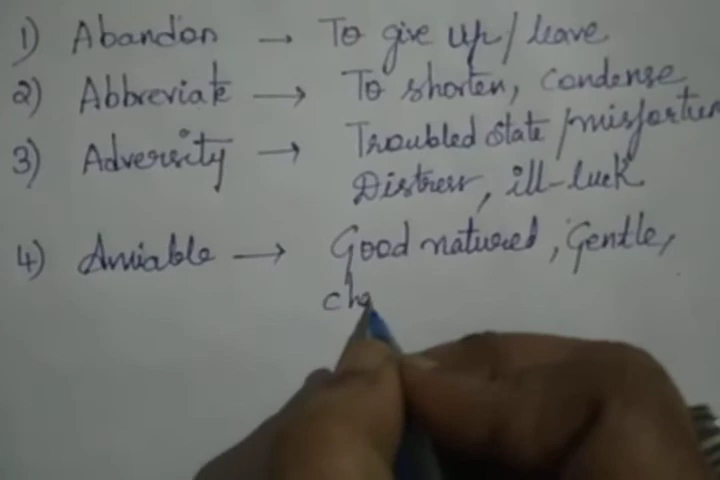 1) Abandon → To give up/leave
2) Abbreviate → To shorten, condense
3) Adversity → Troubled State/misfortun
Distress, ill-luck
4) Amiable → Good natured, Gentle,
cha